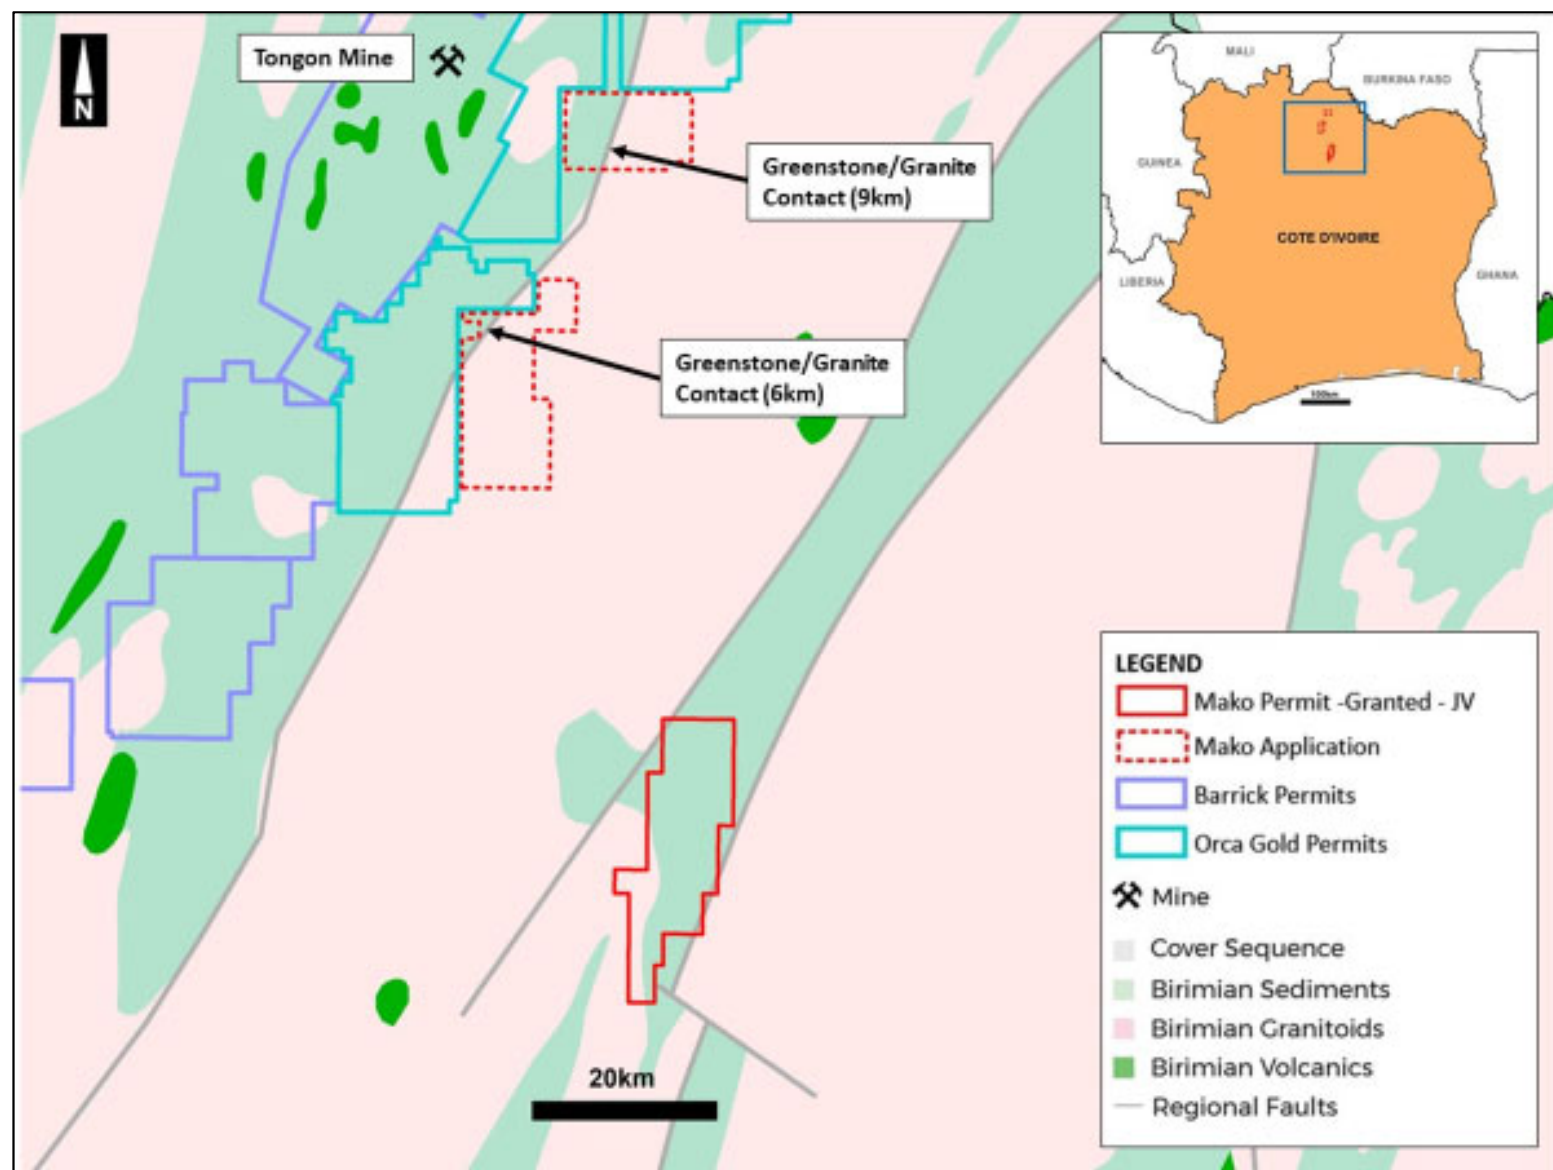 N
Tongon Mine
Greenstone/Granite
Contact (9km)
Greenstone/Granite
Contact (6km)
20km
MALI
BURKINA FASO
GUINEA
COTE D'IVOIRE
LIBERIA
GHANA
100km
LEGEND
Mako Permit -Granted - JV
Mako Application
Barrick Permits
Orca Gold Permits
Mine
Cover Sequence
Birimian Sediments
Birimian Granitoids
Birimian Volcanics
Regional Faults